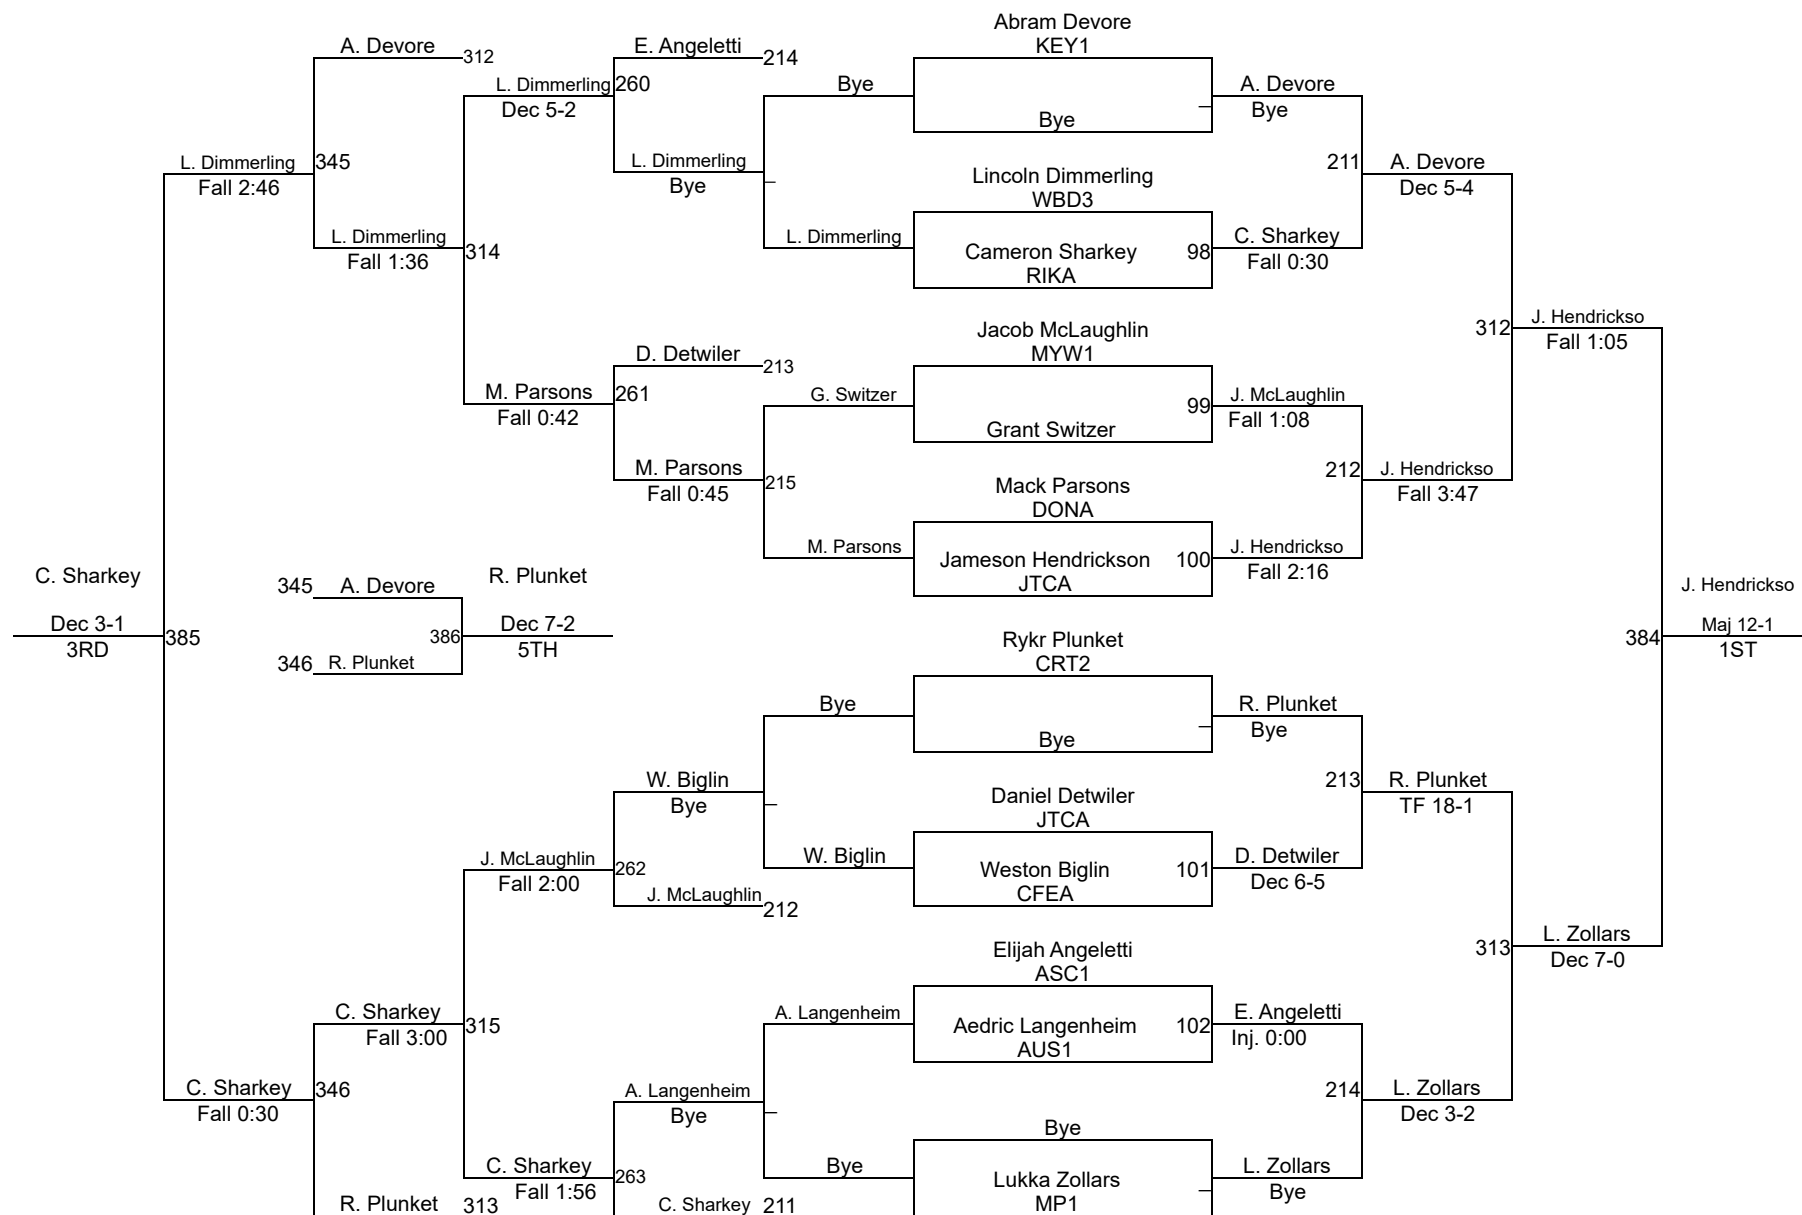 Abram Devore
A. Devore
312
E. Angeletti
214
KEY1
L. Dimmerling
260
Bye
A. Devore
Dec 5-2
Bye
Bye
L. Dimmerling
345
L. Dimmerling
211
A. Devore
Fall 2:46
Bye
Lincoln Dimmerling
Dec 5-4
WBD3
L. Dimmerling
L. Dimmerling
C. Sharkey
Fall 1:36
314
Cameron Sharkey
98
Fall 0:30
RIKA
Jacob McLaughlin
312
J. Hendrickso
D. Detwiler
213
MYW1
Fall 1:05
M. Parsons
261
G. Switzer
99
J. McLaughlin
Fall 0:42
Grant Switzer
Fall 1:08
M. Parsons
212
J. Hendrickso
Fall 0:45
215
Mack Parsons
Fall 3:47
DONA
M. Parsons
Jameson Hendrickson
100
J. Hendrickso
C. Sharkey
345
A. Devore
R. Plunket
JTCA
Fall 2:16
J. Hendrickso
Dec 3-1
386
Dec 7-2
Rykr Plunket
384
Maj 12-1
3RD
385
346
R. Plunket
5TH
CRT2
1ST
Bye
R. Plunket
Bye
Bye
W. Biglin
213
R. Plunket
Bye
Daniel Detwiler
TF 18-1
JTCA
J. McLaughlin
262
W. Biglin
Weston Biglin
101
D. Detwiler
Fall 2:00
CFEA
Dec 6-5
J. McLaughlin
212
Elijah Angeletti
313
L. Zollars
ASC1
Dec 7-0
C. Sharkey
315
A. Langenheim
Aedric Langenheim
102
E. Angeletti
Fall 3:00
AUS1
Inj. 0:00
C. Sharkey
346
A. Langenheim
214
L. Zollars
Fall 0:30
Bye
Bye
Dec 3-2
C. Sharkey
263
Bye
Lukka Zollars
L. Zollars
Fall 1:56
MP1
Bye
R. Plunket
313
C. Sharkey
211